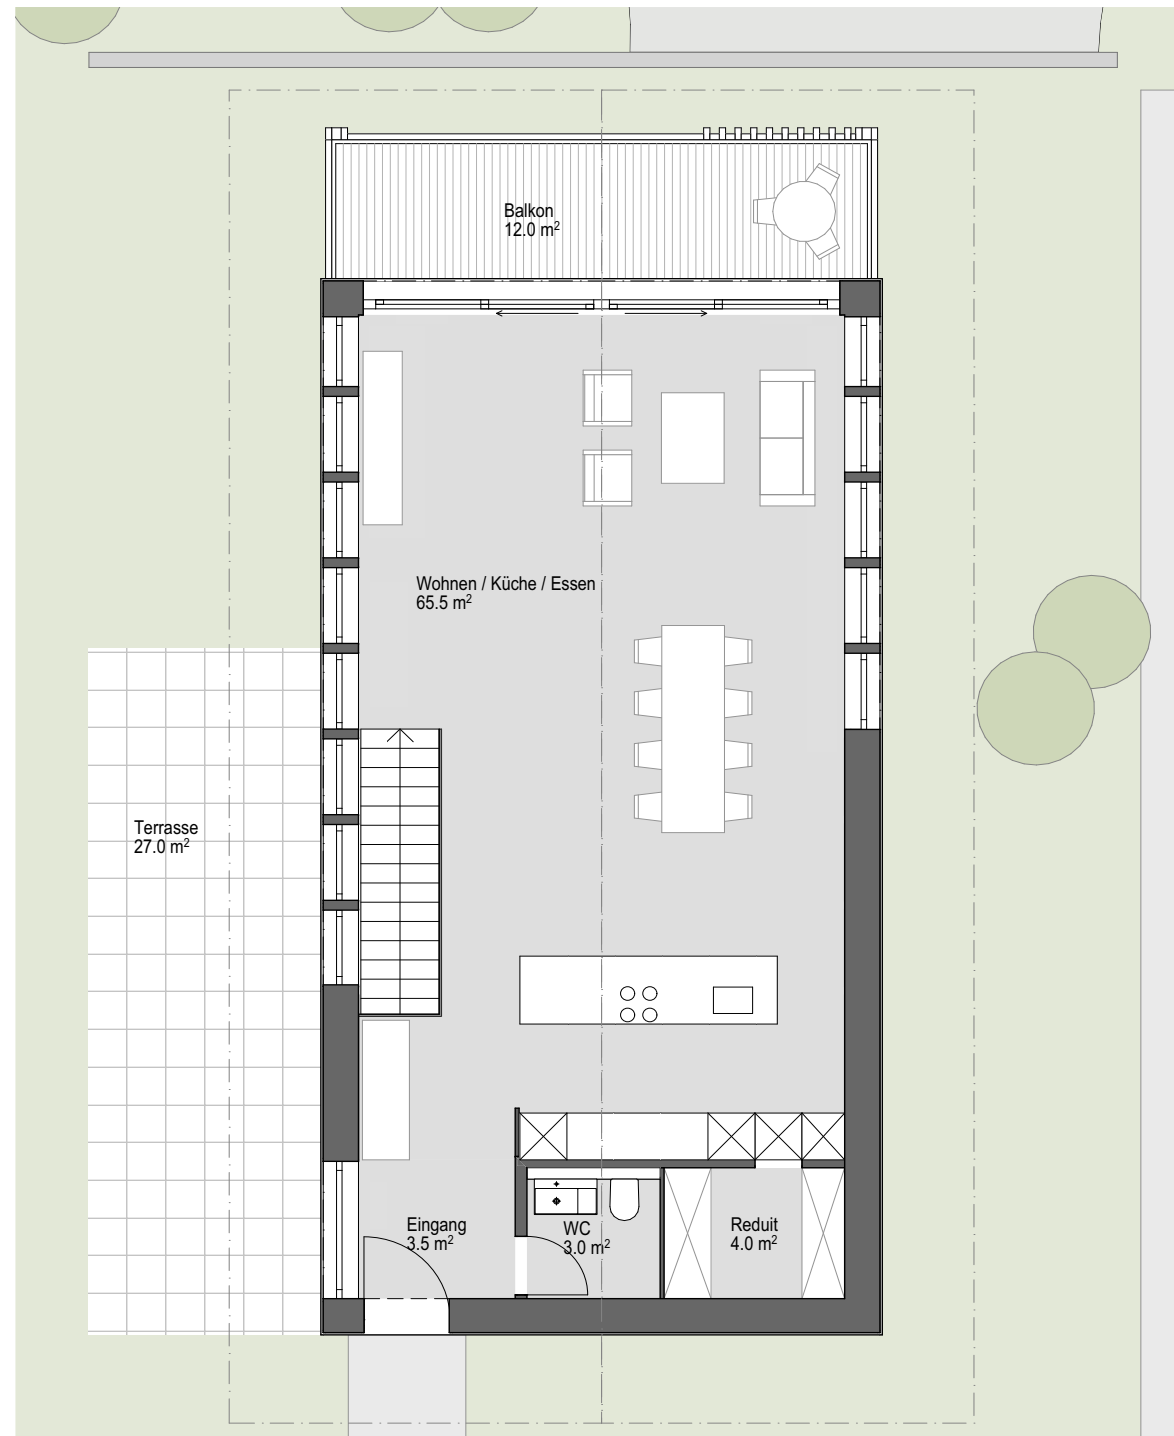 Balkon
12.0 m²
Wohnen / Küche / Essen
65.5 m²
Terrasse
27.0 m²
Eingang
3.5 m²
WC
3.0 m²
Reduit
4.0 m²